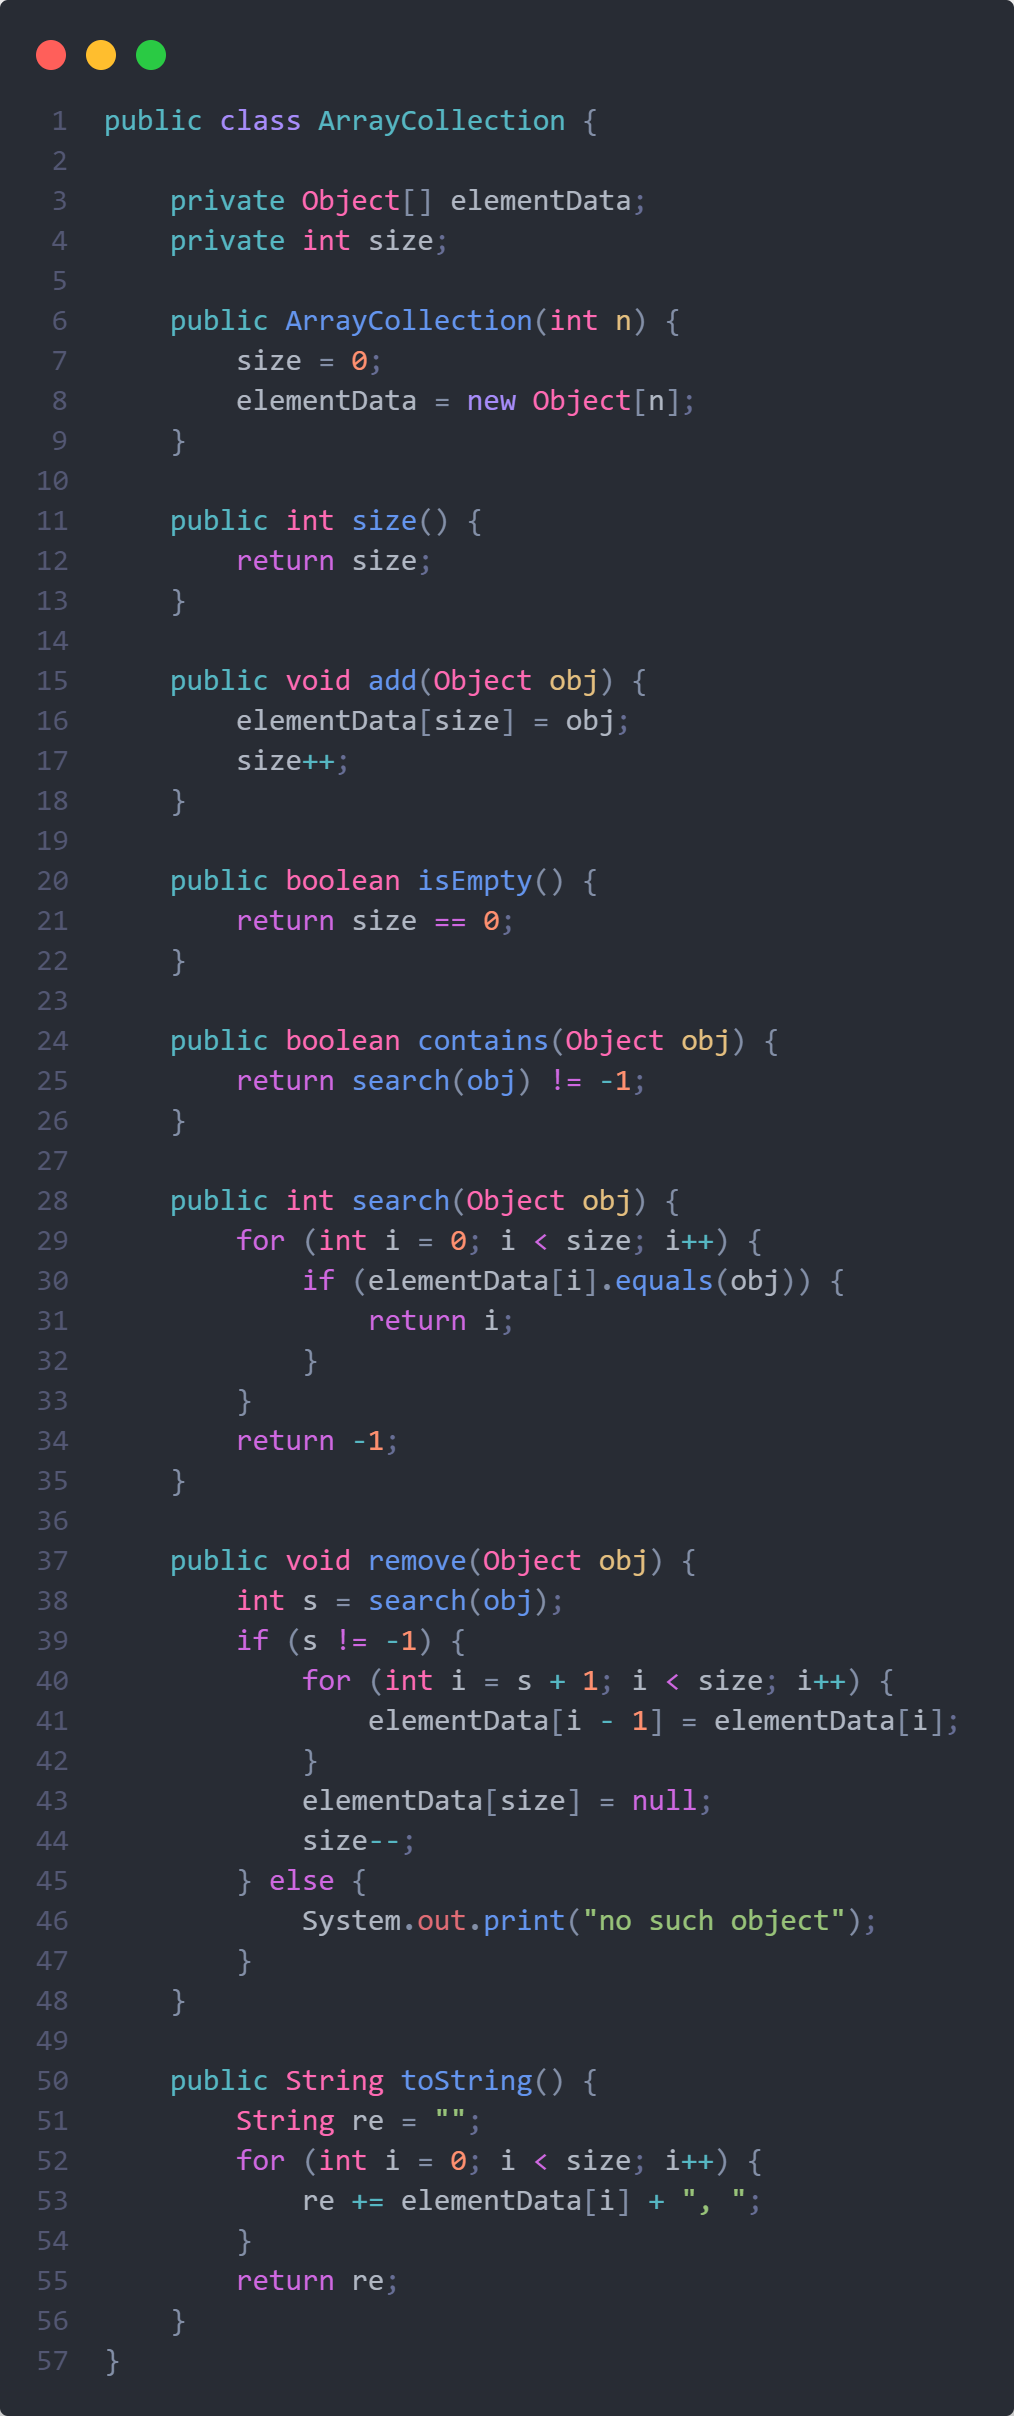 1 public class ArrayCollection {
2
3     private Object[] elementData;
4     private int size;
5
6     public ArrayCollection(int n) {
7         size = 0;
8         elementData = new Object[n];
9     }
10
11     public int size() {
12         return size;
13     }
14
15     public void add(Object obj) {
16         elementData[size] = obj;
17         size++;
18     }
19
20     public boolean isEmpty() {
21         return size == 0;
22     }
23
24     public boolean contains(Object obj) {
25         return search(obj) != -1;
26     }
27
28     public int search(Object obj) {
29         for (int i = 0; i < size; i++) {
30             if (elementData[i].equals(obj)) {
31                 return i;
32             }
33         }
34         return -1;
35     }
36
37     public void remove(Object obj) {
38         int s = search(obj);
39         if (s != -1) {
40             for (int i = s + 1; i < size; i++) {
41                 elementData[i - 1] = elementData[i];
42             }
43             elementData[size] = null;
44             size--;
45         } else {
46             System.out.print("no such object");
47         }
48     }
49
50     public String toString() {
51         String re = "";
52         for (int i = 0; i < size; i++) {
53             re += elementData[i] + ", ";
54         }
55         return re;
56     }
57 }